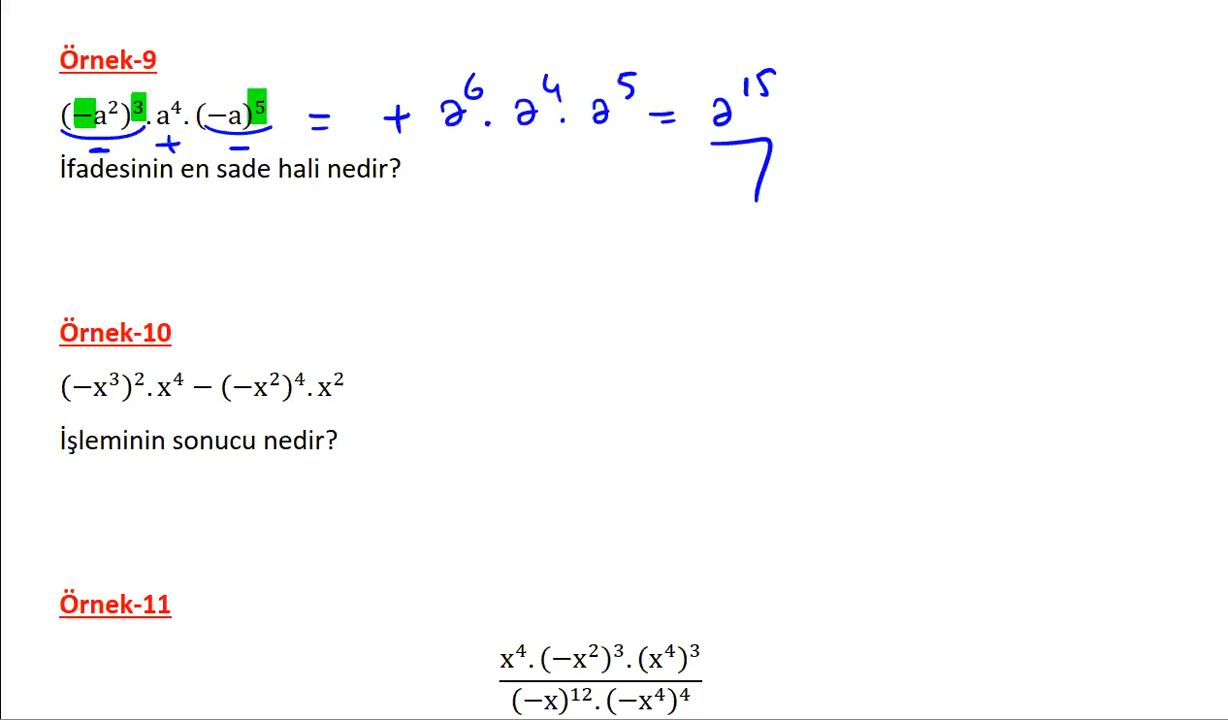 Örnek-9
(−a²)³.a⁴.(−a)⁵ = + a⁶ . a⁴ . a⁵ = a¹⁵
− + −
İfadesinin en sade hali nedir?
Örnek-10
(−x³)².x⁴ − (−x²)⁴.x²
İşleminin sonucu nedir?
Örnek-11
x⁴.(−x²)³.(x⁴)³
(−x)¹².(−x⁴)⁴